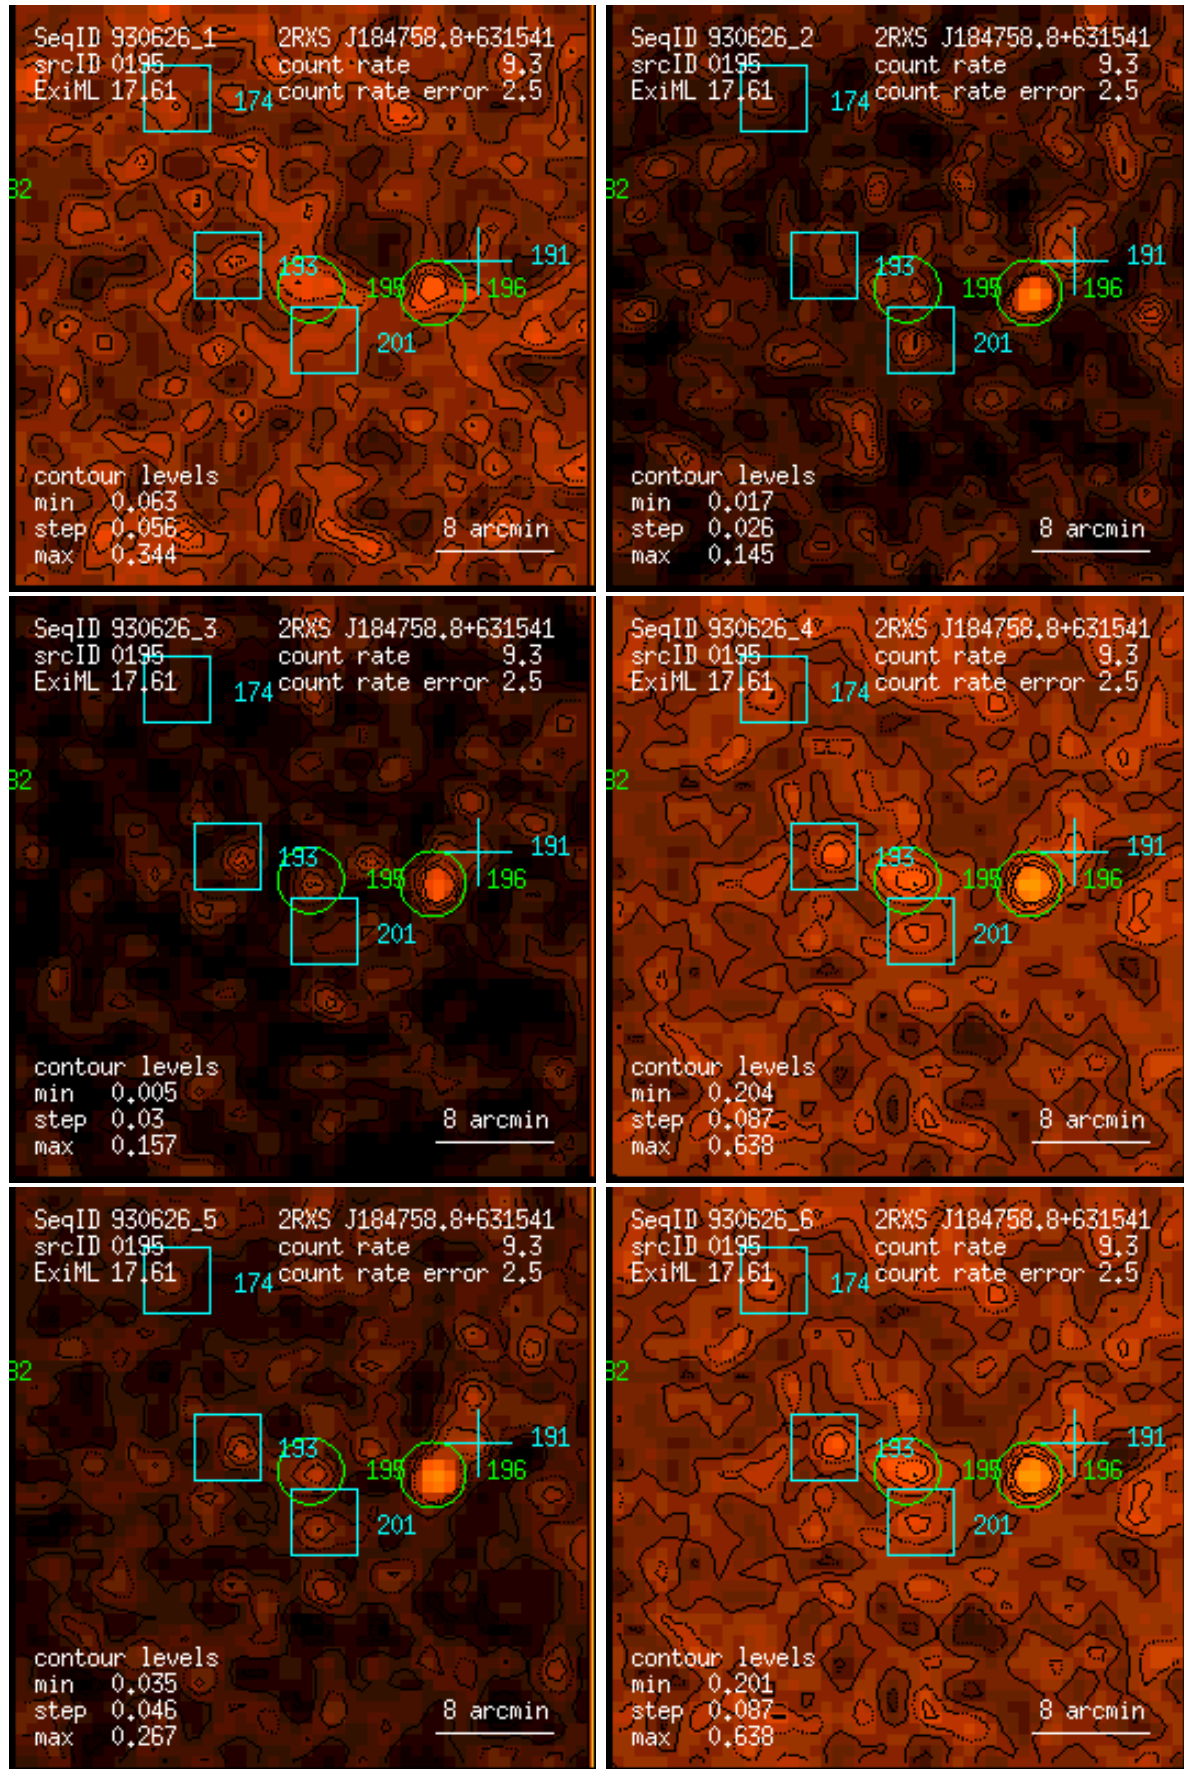 SeqID 930626_1 2RXS J184758.8+631541
srcID 0195 count rate 9.3
ExiML 17.61 174 count rate error 2.5
82
193 191
195 196
201
contour levels
min 0.063
step 0.056 8 arcmin
max 0.344
SeqID 930626_2 2RXS J184758.8+631541
srcID 0195 count rate 9.3
ExiML 17.61 174 count rate error 2.5
82
193 191
195 196
201
contour levels
min 0.017
step 0.026 8 arcmin
max 0.145
SeqID 930626_3 2RXS J184758.8+631541
srcID 0195 count rate 9.3
ExiML 17.61 174 count rate error 2.5
82
193 191
195 196
201
contour levels
min 0.005
step 0.03 8 arcmin
max 0.157
SeqID 930626_4 2RXS J184758.8+631541
srcID 0195 count rate 9.3
ExiML 17.61 174 count rate error 2.5
82
193 191
195 196
201
contour levels
min 0.204
step 0.087 8 arcmin
max 0.638
SeqID 930626_5 2RXS J184758.8+631541
srcID 0195 count rate 9.3
ExiML 17.61 174 count rate error 2.5
82
193 191
195 196
201
contour levels
min 0.035
step 0.046 8 arcmin
max 0.267
SeqID 930626_6 2RXS J184758.8+631541
srcID 0195 count rate 9.3
ExiML 17.61 174 count rate error 2.5
82
193 191
195 196
201
contour levels
min 0.201
step 0.087 8 arcmin
max 0.638